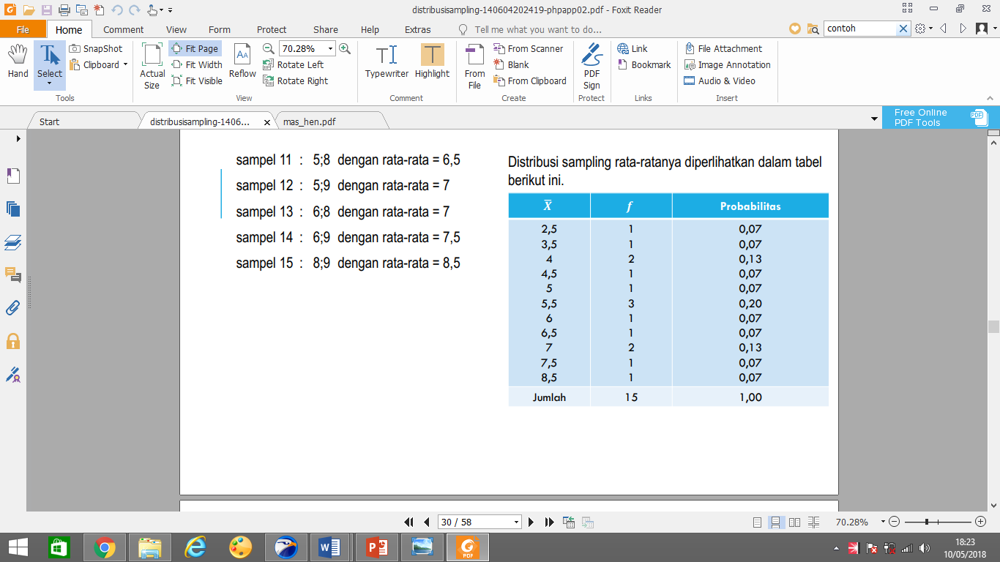 distribusisampling-140604202419-phpapp02.pdf - Foxit Reader
File Home Comment View Form Protect Share Help Extras Tell me what you want to do... contoh
Hand
Select
SnapShot
Clipboard
Tools
Actual Size
Fit Page
Fit Width
Fit Visible
Reflow
70.28%
Rotate Left
Rotate Right
View
Typewriter
Highlight
Comment
From File
From Scanner
Blank
From Clipboard
Create
PDF Sign
Protect
Link
Bookmark
Links
File Attachment
Image Annotation
Audio & Video
Insert
Start
distribusisampling-1406...
mas_hen.pdf
Free Online
PDF Tools
PDF
sampel 11 : 5;8 dengan rata-rata = 6,5
sampel 12 : 5;9 dengan rata-rata = 7
sampel 13 : 6;8 dengan rata-rata = 7
sampel 14 : 6;9 dengan rata-rata = 7,5
sampel 15 : 8;9 dengan rata-rata = 8,5
Distribusi sampling rata-ratanya diperlihatkan dalam tabel
berikut ini.
X̅ f Probabilitas
2,5 1 0,07
3,5 1 0,07
4 2 0,13
4,5 1 0,07
5 1 0,07
5,5 3 0,20
6 1 0,07
6,5 1 0,07
7 2 0,13
7,5 1 0,07
8,5 1 0,07
Jumlah 15 1,00
30 / 58
70.28%
PDF
18:23
10/05/2018